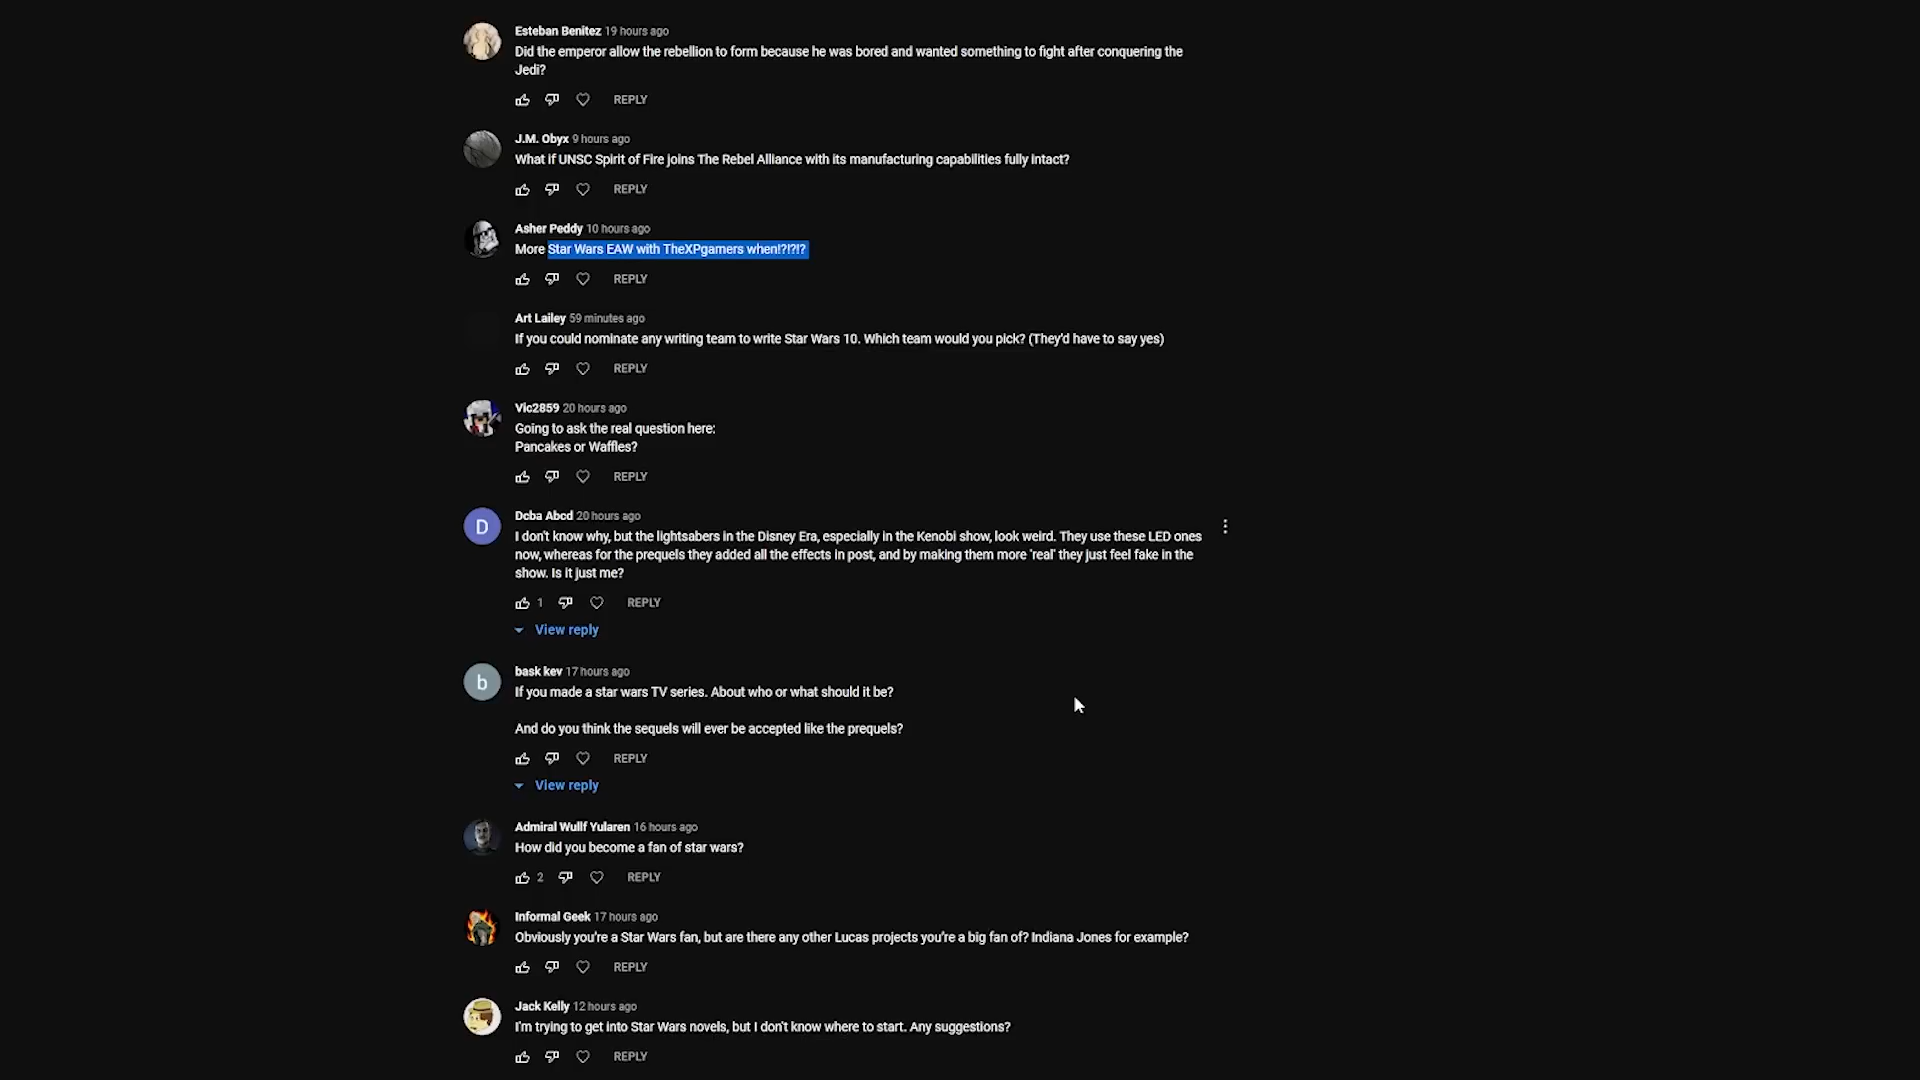 Esteban Benitez 19 hours ago
Did the emperor allow the rebellion to form because he was bored and wanted something to fight after conquering the
Jedi?
REPLY
J.M. Obyx 9 hours ago
What if UNSC Spirit of Fire joins The Rebel Alliance with its manufacturing capabilities fully intact?
REPLY
Asher Peddy 10 hours ago
More Star Wars EAW with TheXPgamers when!?!?!?
REPLY
Art Lailey 59 minutes ago
If you could nominate any writing team to write Star Wars 10. Which team would you pick? (They'd have to say yes)
REPLY
Vic2859 20 hours ago
Going to ask the real question here:
Pancakes or Waffles?
REPLY
D
Dcba Abcd 20 hours ago
I don't know why, but the lightsabers in the Disney Era, especially in the Kenobi show, look weird. They use these LED ones
now, whereas for the prequels they added all the effects in post, and by making them more 'real' they just feel fake in the
show. Is it just me?
1 REPLY
View reply
b
bask kev 17 hours ago
If you made a star wars TV series. About who or what should it be?
And do you think the sequels will ever be accepted like the prequels?
REPLY
View reply
Admiral Wullf Yularen 16 hours ago
How did you become a fan of star wars?
2 REPLY
Informal Geek 17 hours ago
Obviously you're a Star Wars fan, but are there any other Lucas projects you're a big fan of? Indiana Jones for example?
REPLY
Jack Kelly 12 hours ago
I'm trying to get into Star Wars novels, but I don't know where to start. Any suggestions?
REPLY